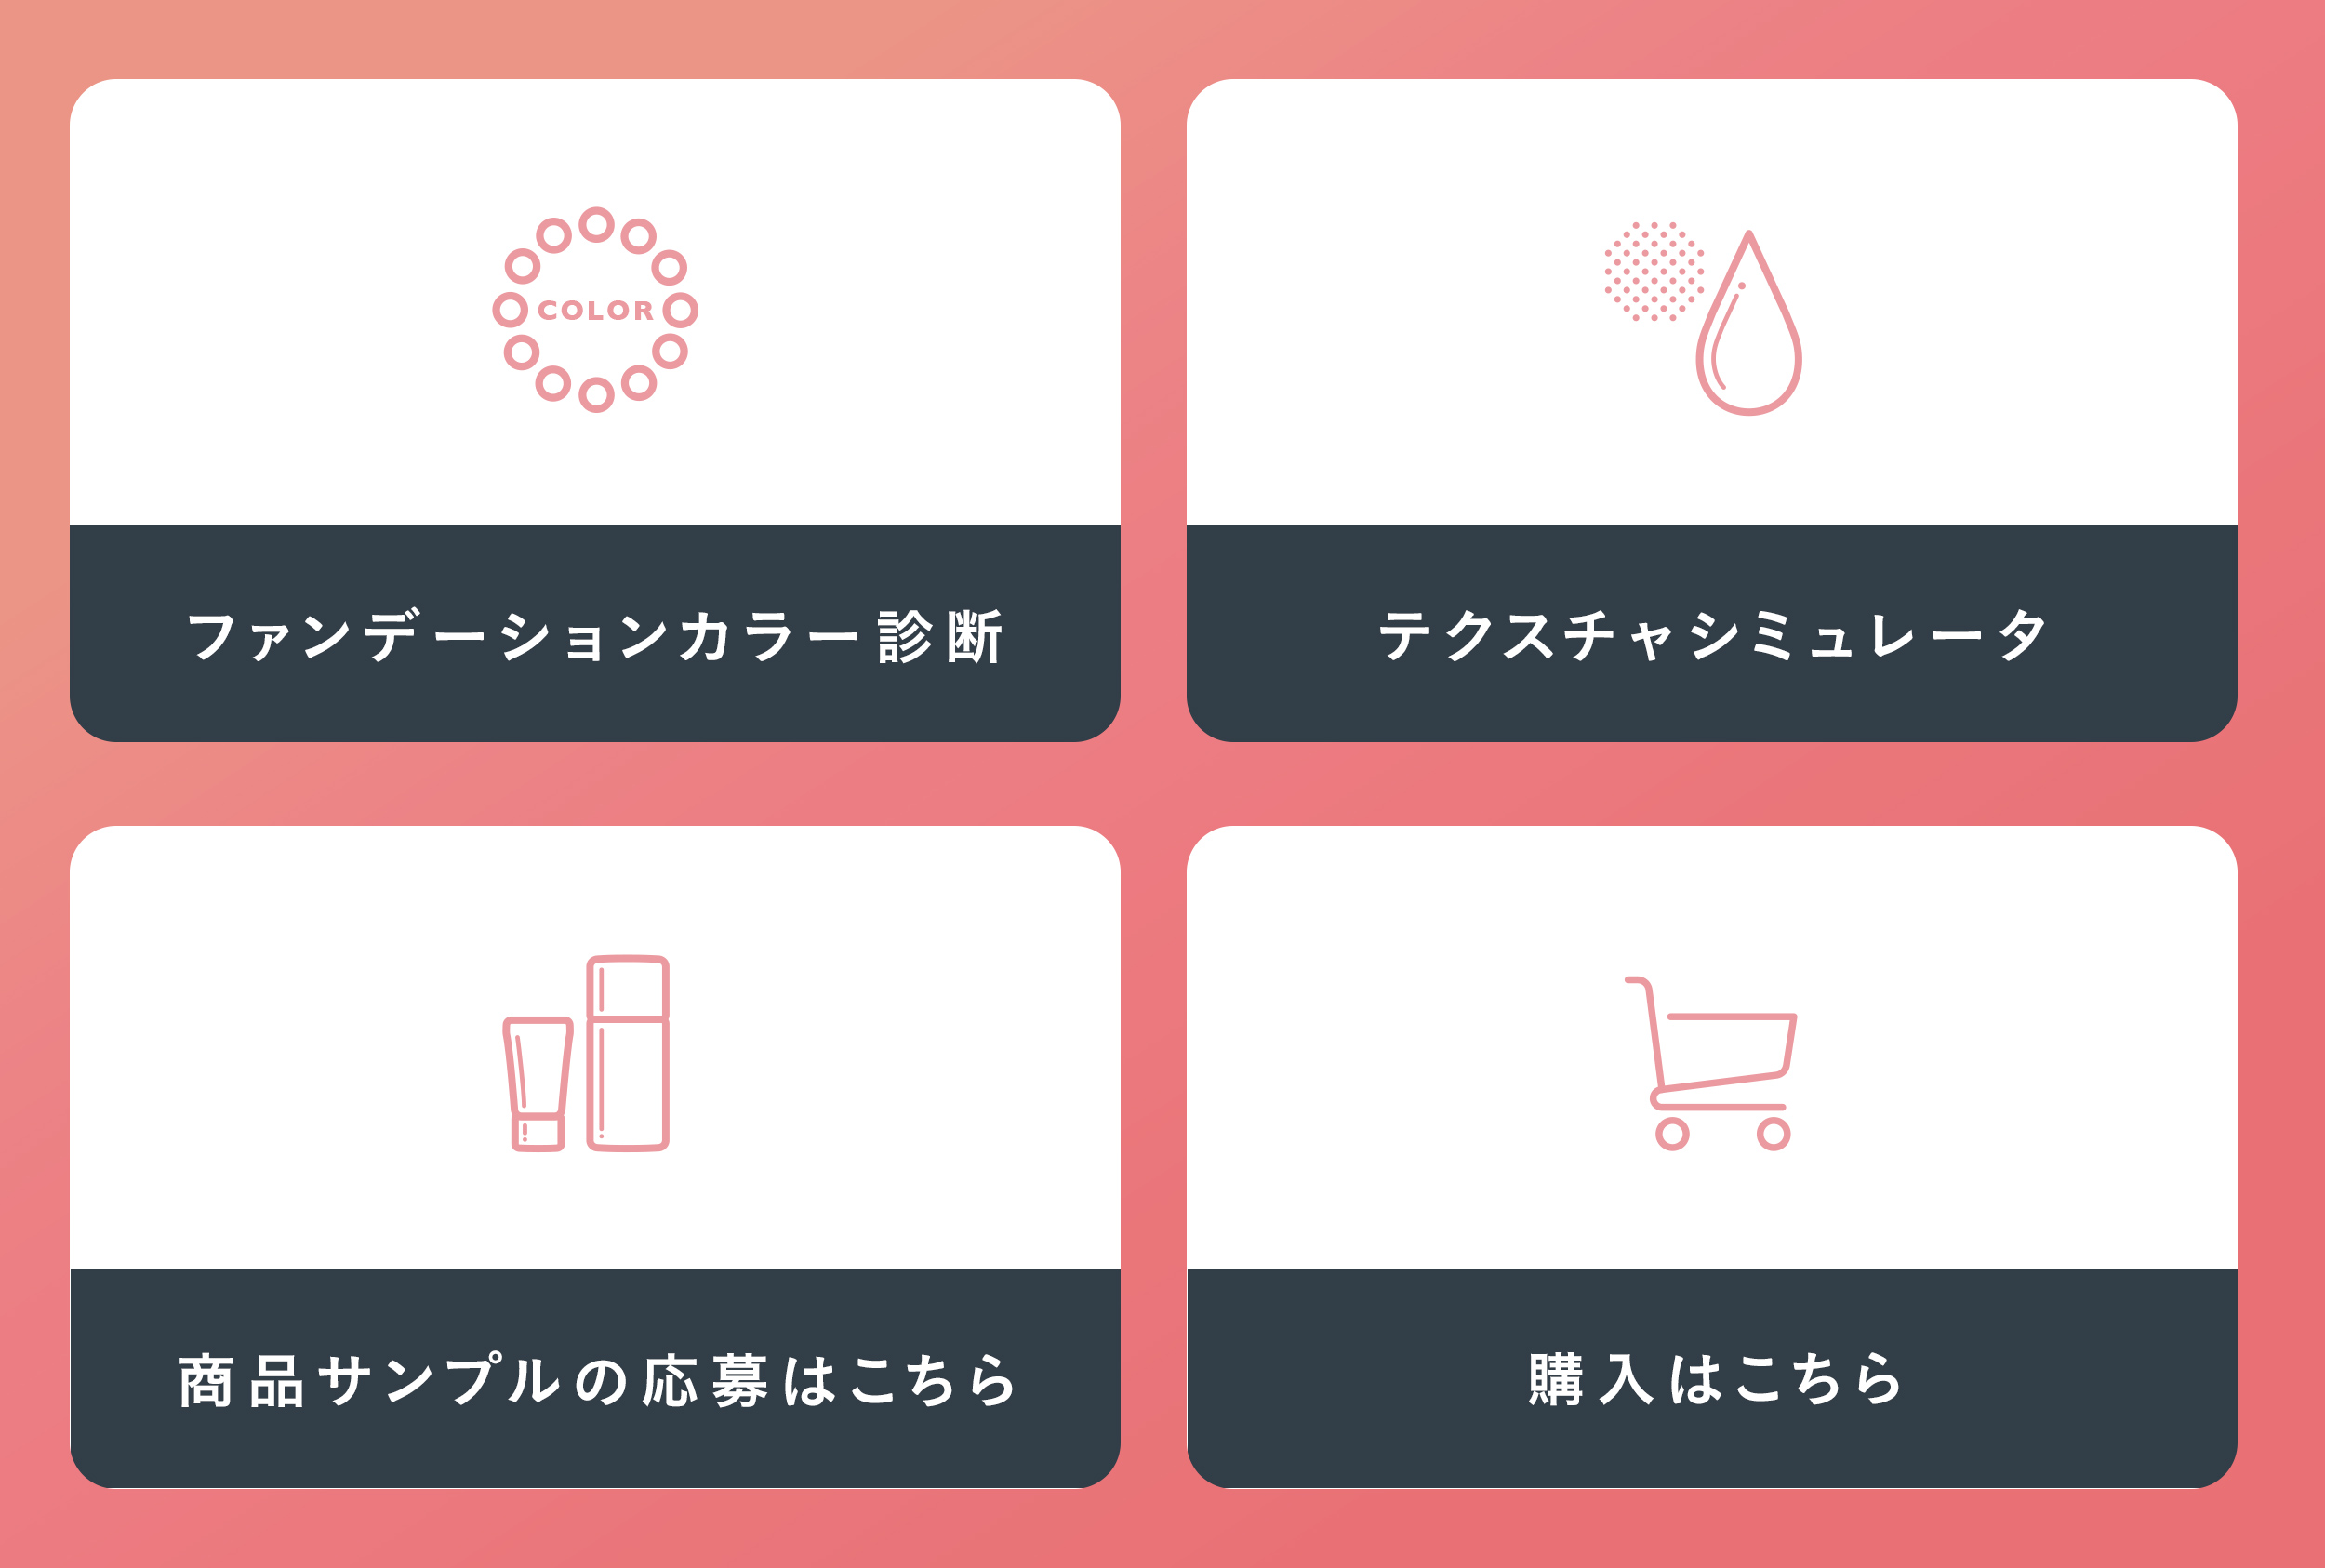 COLOR
ファンデーションカラー診断
テクスチャシミュレータ
商品サンプルの応募はこちら
購入はこちら